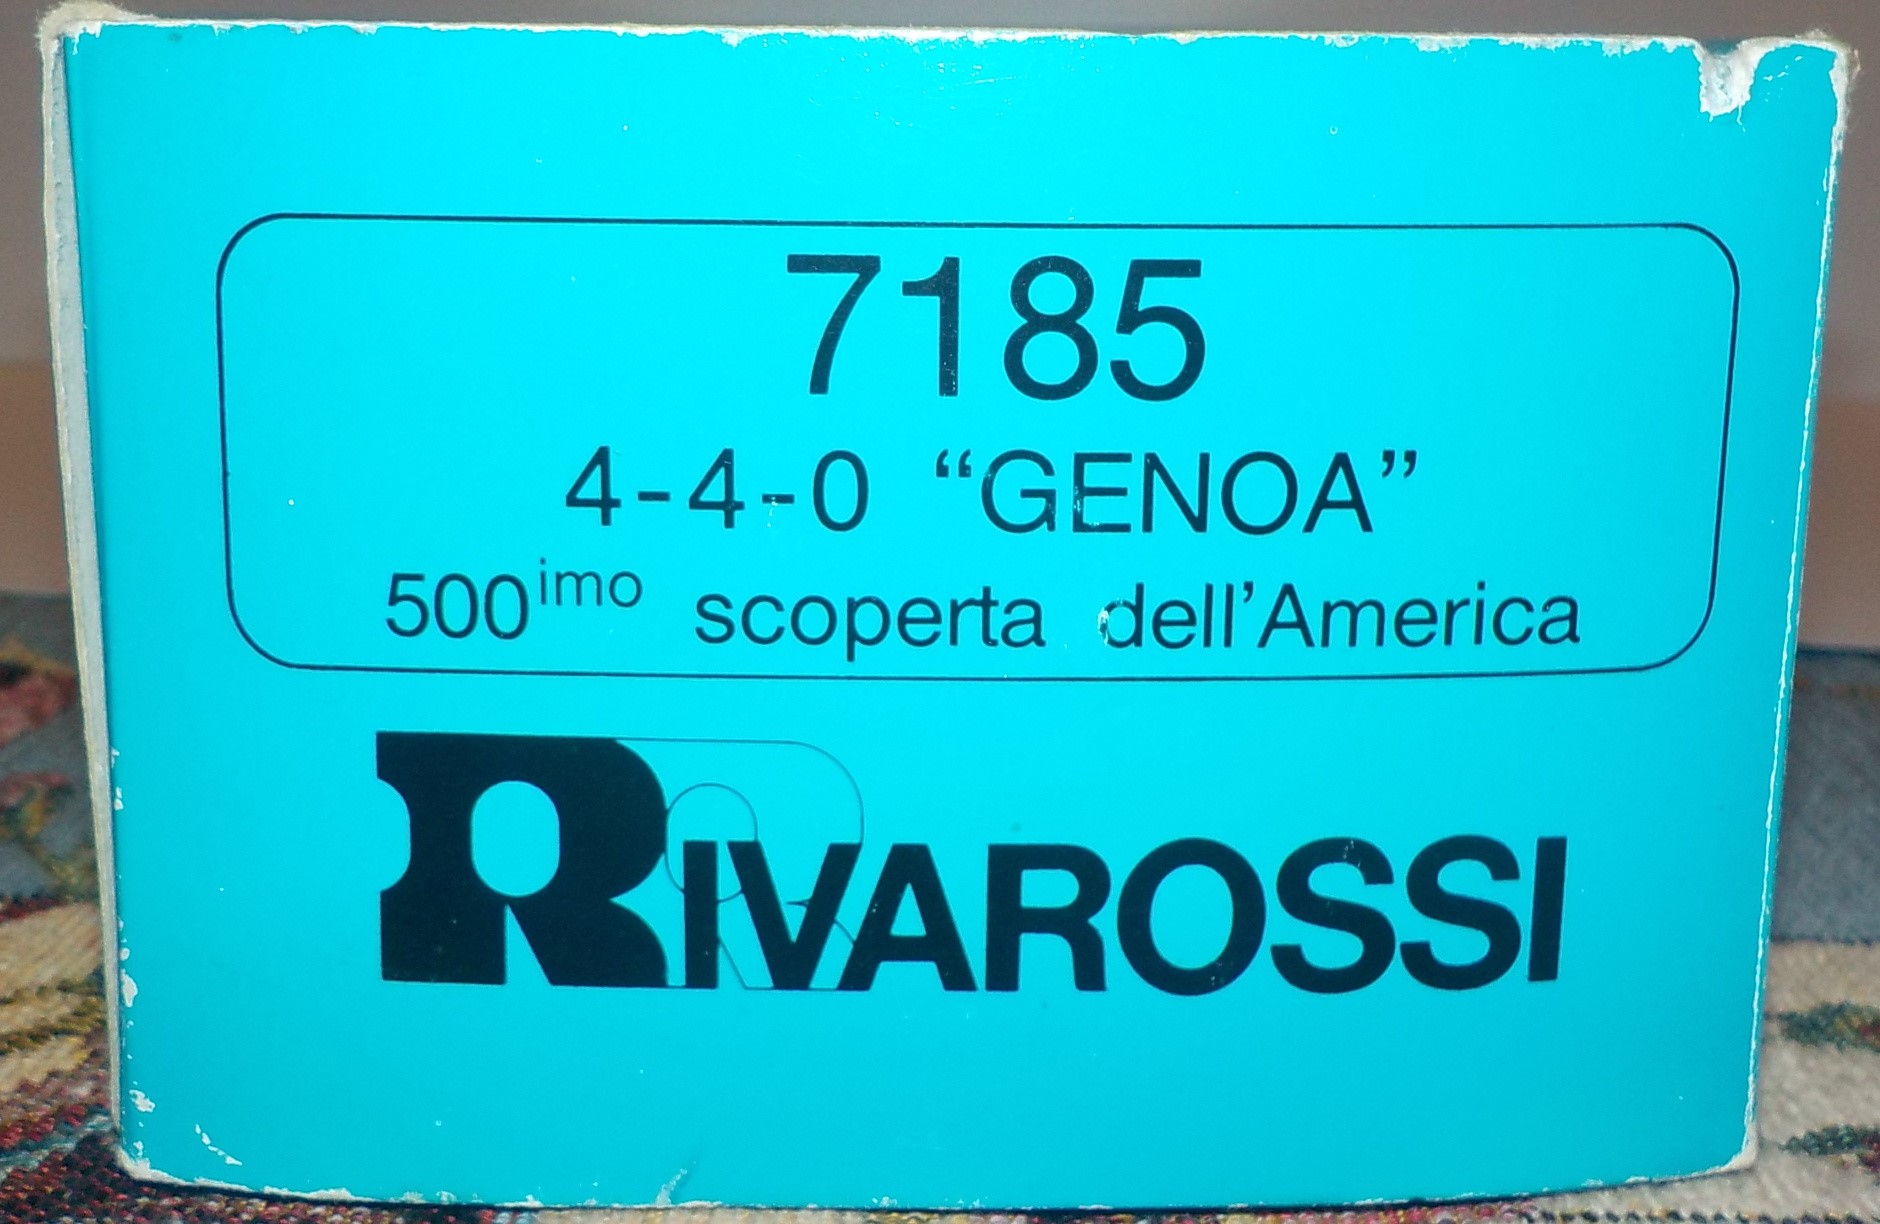 7185
4-4-0 “GENOA”
500imo scoperta dell’America
RIVAROSSI